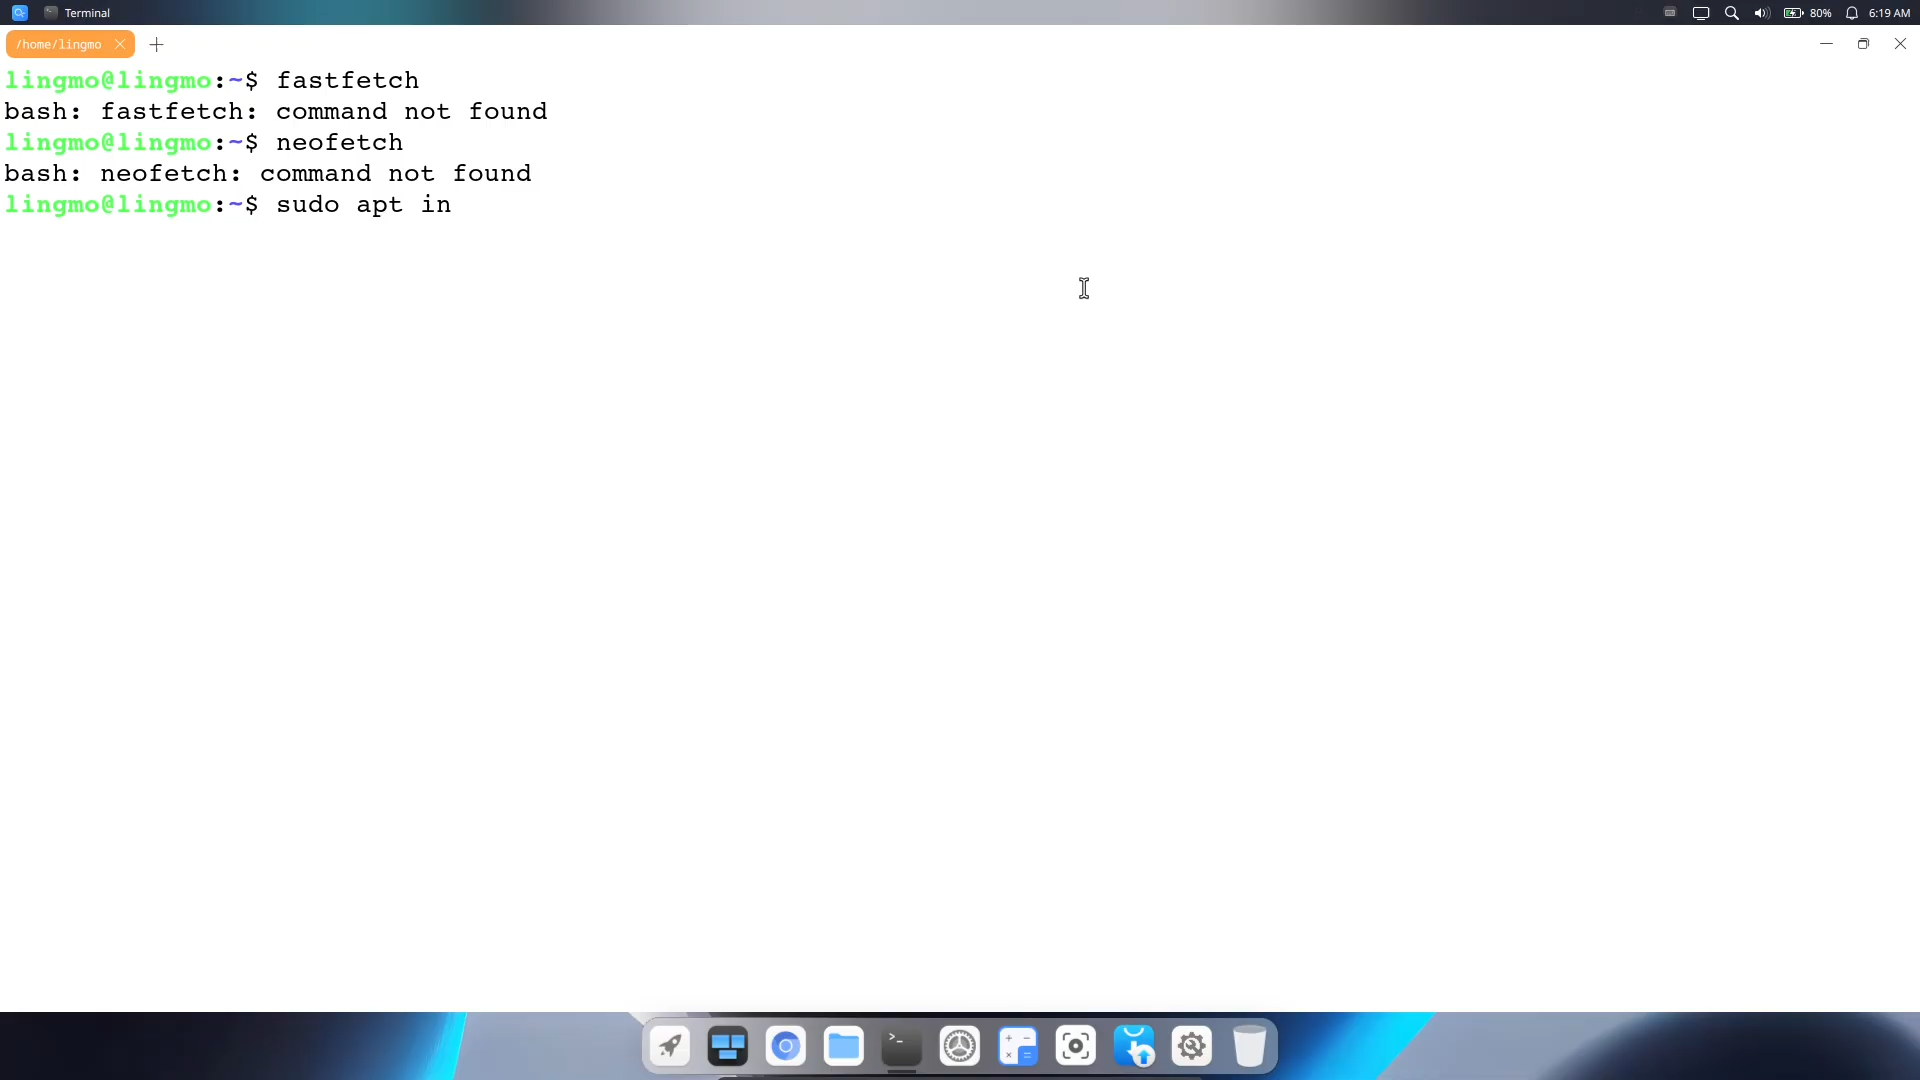 Terminal
80%
6:19 AM
/home/lingmo
lingmo@lingmo:~$ fastfetch
bash: fastfetch: command not found
lingmo@lingmo:~$ neofetch
bash: neofetch: command not found
lingmo@lingmo:~$ sudo apt in